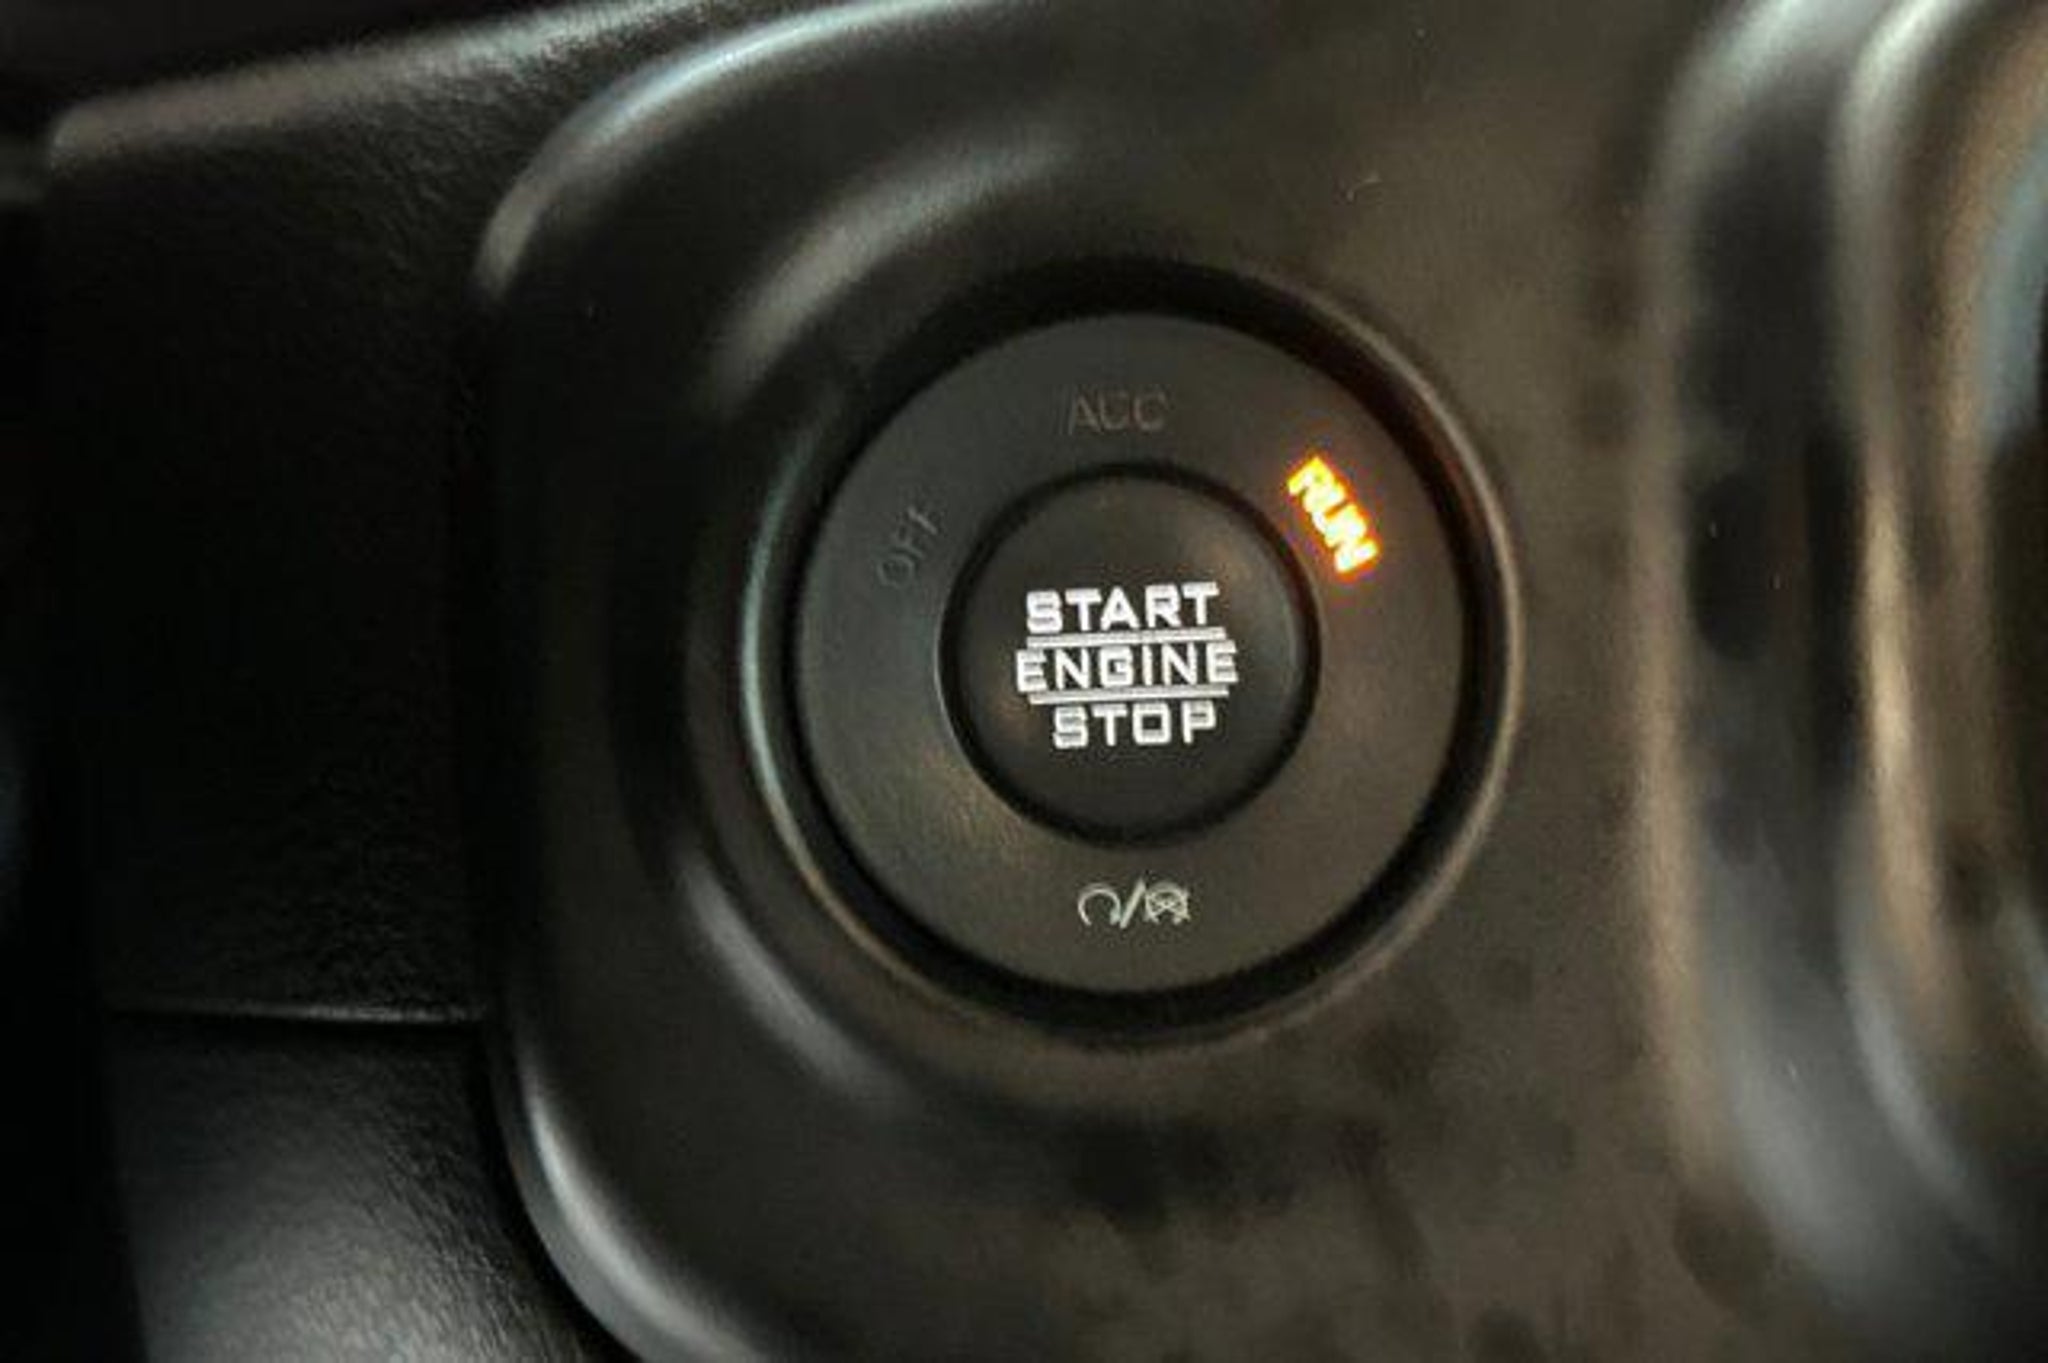 ACC
OFF
RUN
START
ENGINE
STOP